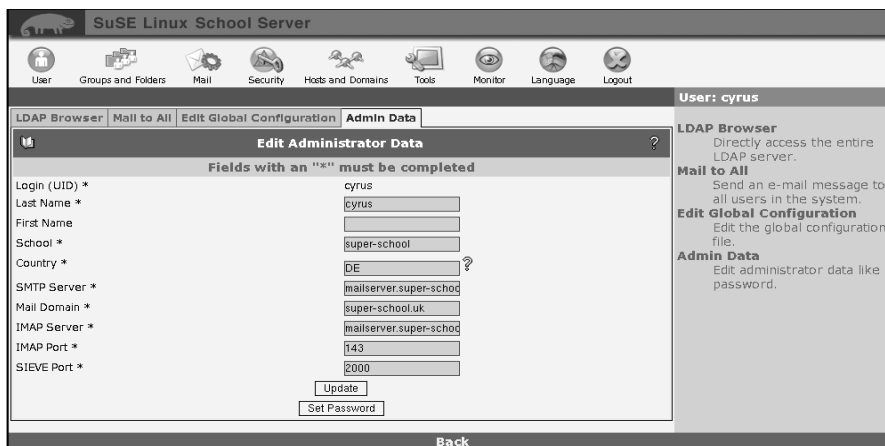 SuSE Linux School Server
User Groups and Folders Mail Security Hosts and Domains Tools Monitor Language Logout
User: cyrus
LDAP Browser Mail to All Edit Global Configuration Admin Data
Edit Administrator Data ?
Fields with an "*" must be completed
Login (UID) * cyrus
Last Name * cyrus
First Name
School * super-school
Country * DE ?
SMTP Server * mailserver.super-schoo
Mail Domain * super-school.uk
IMAP Server * mailserver.super-schoo
IMAP Port * 143
SIEVE Port * 2000
Update
Set Password
LDAP Browser
Directly access the entire
LDAP server.
Mail to All
Send an e-mail message to
all users in the system.
Edit Global Configuration
Edit the global configuration
file.
Admin Data
Edit administrator data like
password.
Back